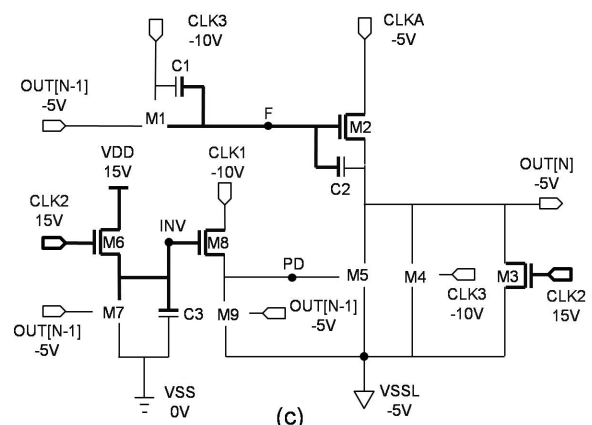 CLK3
-10V
CLKA
-5V
C1
OUT[N-1]
-5V
M1
F
M2
C2
VDD
15V
CLK1
-10V
OUT[N]
-5V
CLK2
15V
M6
INV
M8
PD
M5
M4
M3
CLK3
-10V
CLK2
15V
M7
OUT[N-1]
-5V
C3
M9
OUT[N-1]
-5V
VSS
0V
VSSL
-5V
(c)